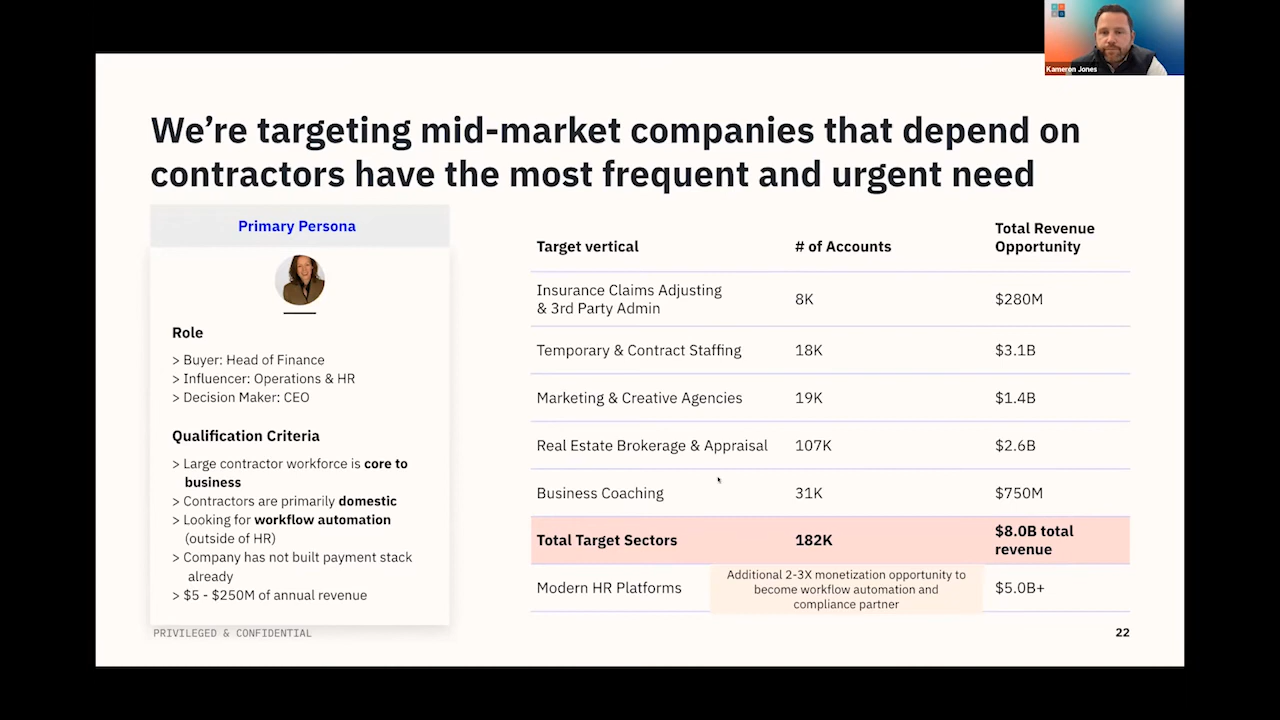 Kameron Jones
We’re targeting mid-market companies that depend on
contractors have the most frequent and urgent need
Primary Persona
Role
> Buyer: Head of Finance
> Influencer: Operations & HR
> Decision Maker: CEO
Qualification Criteria
> Large contractor workforce is core to
business
> Contractors are primarily domestic
> Looking for workflow automation
(outside of HR)
> Company has not built payment stack
already
> $5 - $250M of annual revenue
Target vertical # of Accounts Total Revenue
Opportunity
Insurance Claims Adjusting
& 3rd Party Admin 8K $280M
Temporary & Contract Staffing 18K $3.1B
Marketing & Creative Agencies 19K $1.4B
Real Estate Brokerage & Appraisal 107K $2.6B
Business Coaching 31K $750M
Total Target Sectors 182K $8.0B total
revenue
Modern HR Platforms Additional 2-3X monetization opportunity to
become workflow automation and
compliance partner $5.0B+
PRIVILEGED & CONFIDENTIAL
22